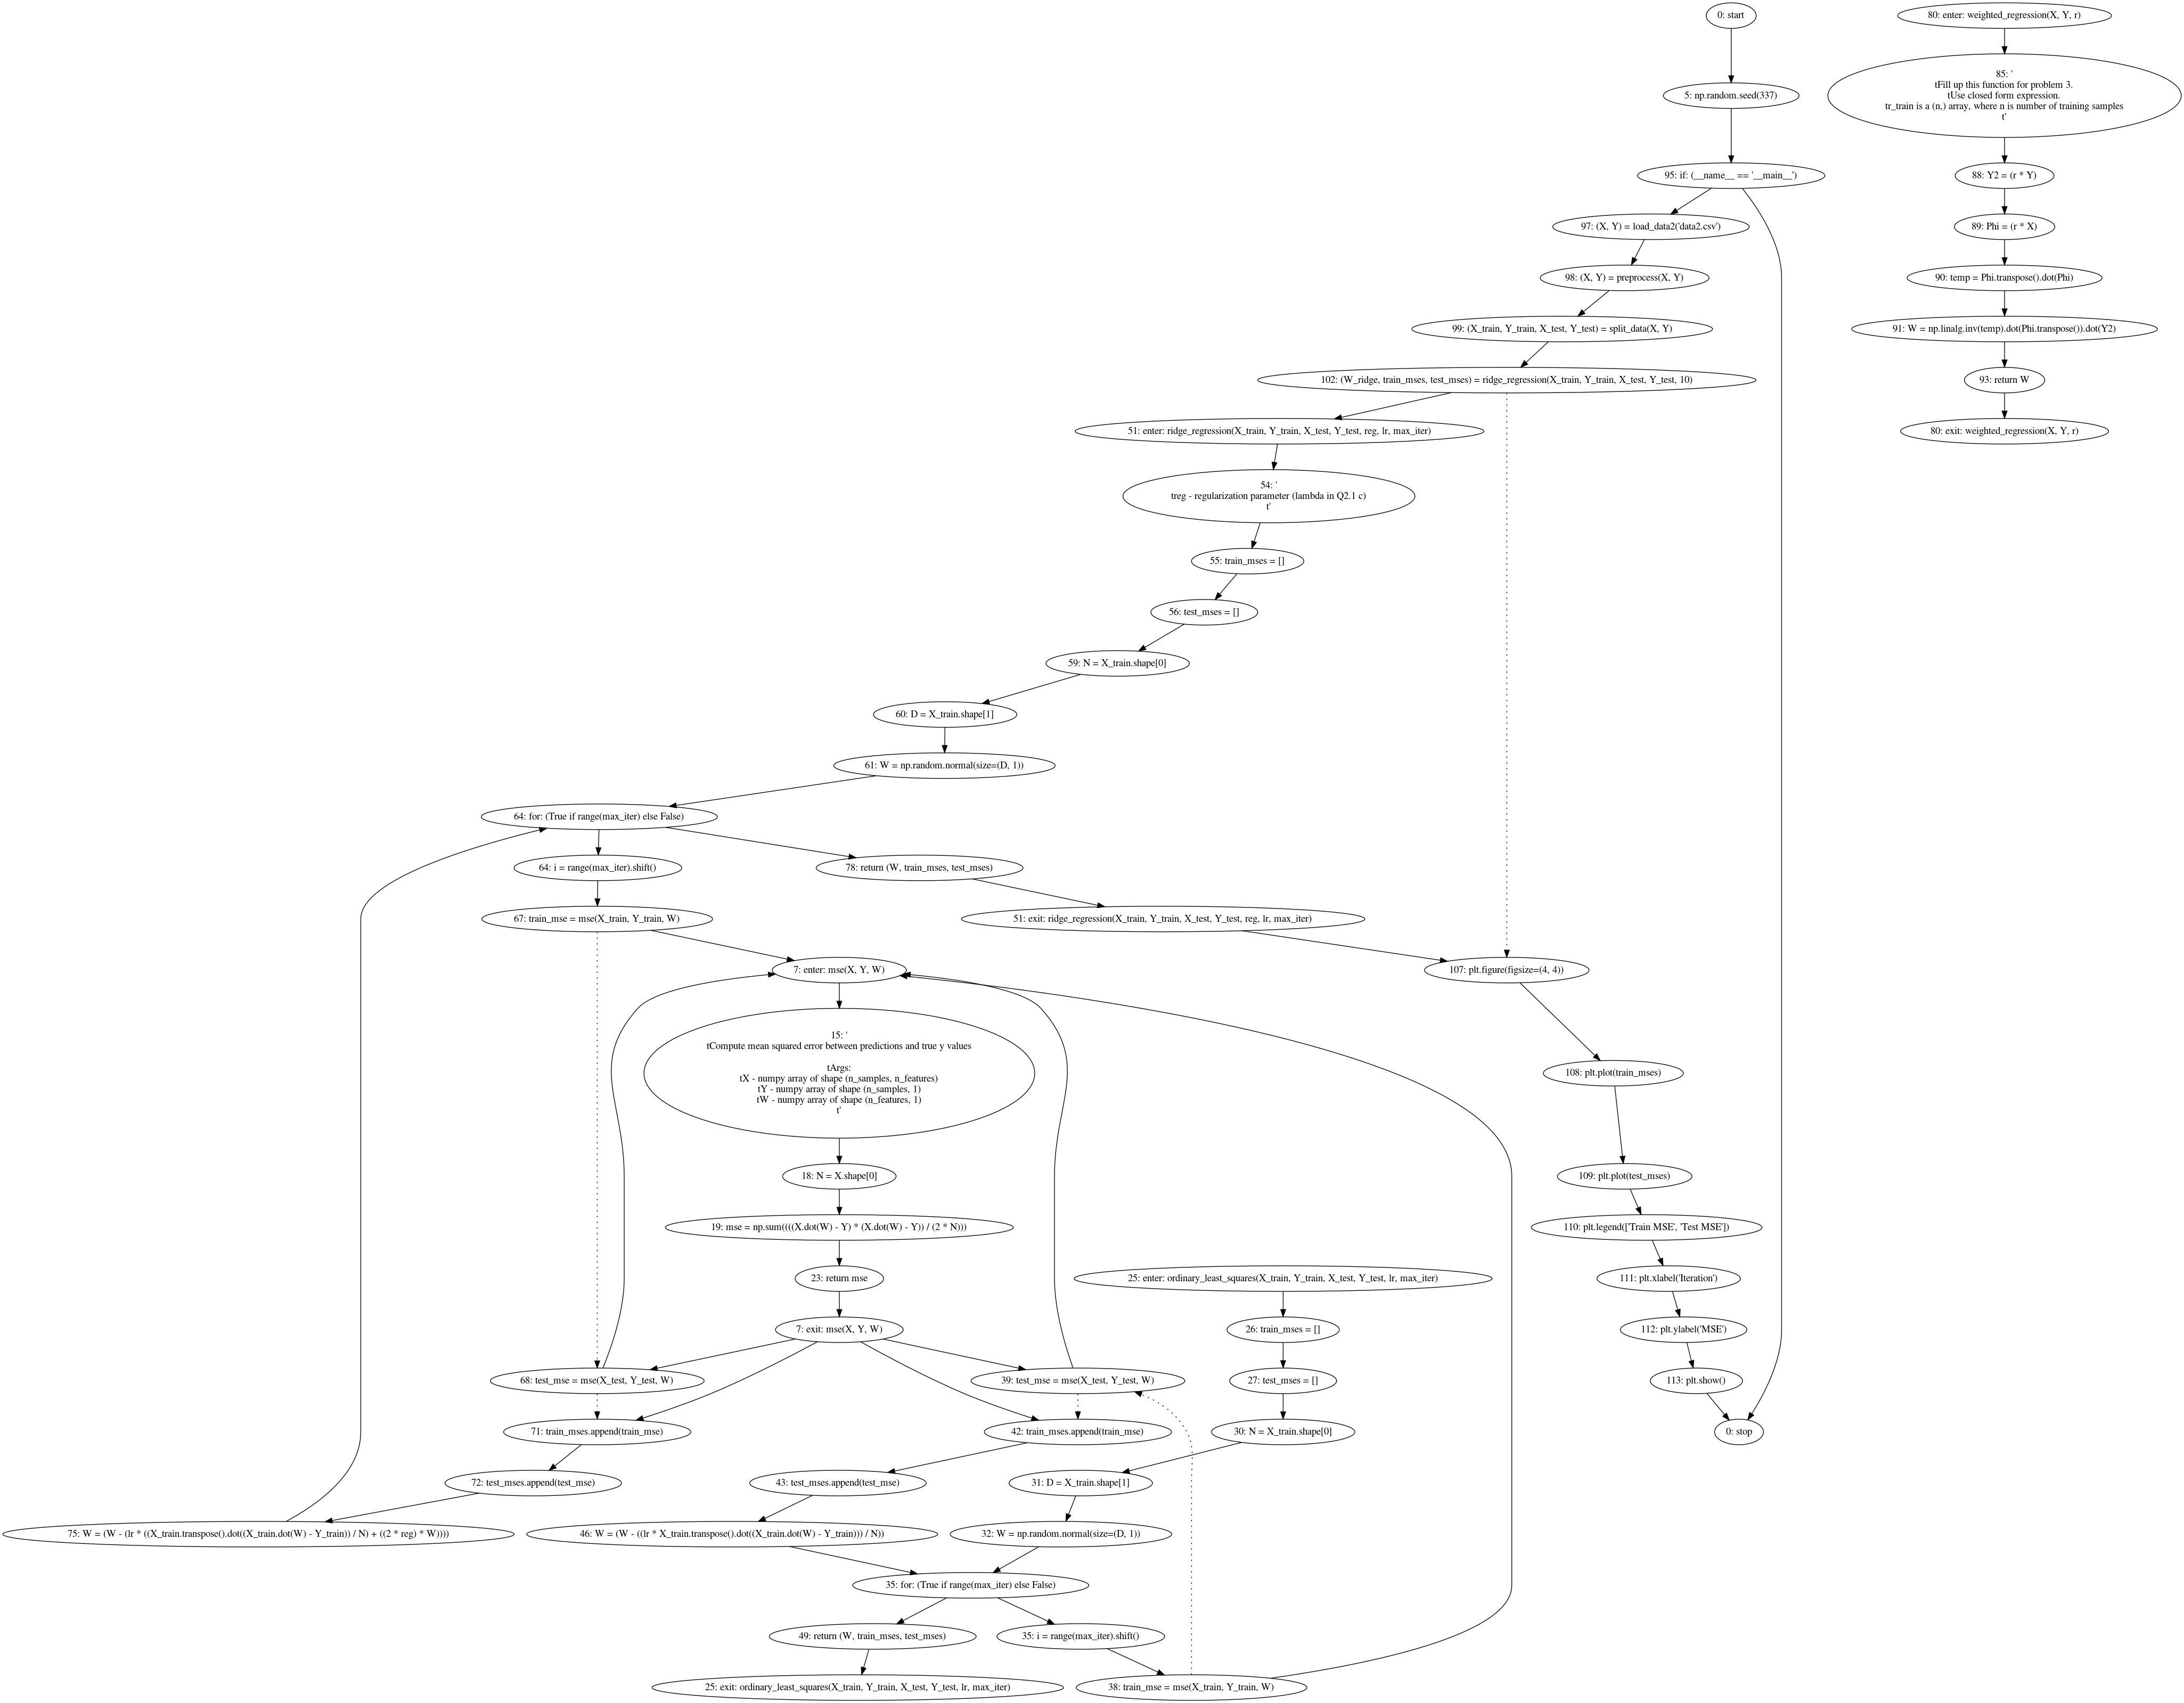 0: start
5: np.random.seed(337)
95: if: (__name__ == '__main__')
97: (X, Y) = load_data2('data2.csv')
98: (X, Y) = preprocess(X, Y)
99: (X_train, Y_train, X_test, Y_test) = split_data(X, Y)
102: (W_ridge, train_mses, test_mses) = ridge_regression(X_train, Y_train, X_test, Y_test, 10)
51: enter: ridge_regression(X_train, Y_train, X_test, Y_test, reg, lr, max_iter)
54: '
treg - regularization parameter (lambda in Q2.1 c)
t'
55: train_mses = []
56: test_mses = []
59: N = X_train.shape[0]
60: D = X_train.shape[1]
61: W = np.random.normal(size=(D, 1))
64: for: (True if range(max_iter) else False)
64: i = range(max_iter).shift()
78: return (W, train_mses, test_mses)
67: train_mse = mse(X_train, Y_train, W)
51: exit: ridge_regression(X_train, Y_train, X_test, Y_test, reg, lr, max_iter)
7: enter: mse(X, Y, W)
15: '
tCompute mean squared error between predictions and true y values
tArgs:
tX - numpy array of shape (n_samples, n_features)
tY - numpy array of shape (n_samples, 1)
tW - numpy array of shape (n_features, 1)
t'
18: N = X.shape[0]
19: mse = np.sum((((X.dot(W) - Y) * (X.dot(W) - Y)) / (2 * N)))
23: return mse
7: exit: mse(X, Y, W)
68: test_mse = mse(X_test, Y_test, W)
71: train_mses.append(train_mse)
72: test_mses.append(test_mse)
75: W = (W - (lr * ((X_train.transpose().dot((X_train.dot(W) - Y_train)) / N) + ((2 * reg) * W))))
25: enter: ordinary_least_squares(X_train, Y_train, X_test, Y_test, lr, max_iter)
26: train_mses = []
27: test_mses = []
30: N = X_train.shape[0]
31: D = X_train.shape[1]
32: W = np.random.normal(size=(D, 1))
39: test_mse = mse(X_test, Y_test, W)
42: train_mses.append(train_mse)
43: test_mses.append(test_mse)
46: W = (W - ((lr * X_train.transpose().dot((X_train.dot(W) - Y_train))) / N))
35: for: (True if range(max_iter) else False)
49: return (W, train_mses, test_mses)
35: i = range(max_iter).shift()
25: exit: ordinary_least_squares(X_train, Y_train, X_test, Y_test, lr, max_iter)
38: train_mse = mse(X_train, Y_train, W)
107: plt.figure(figsize=(4, 4))
108: plt.plot(train_mses)
109: plt.plot(test_mses)
110: plt.legend(['Train MSE', 'Test MSE'])
111: plt.xlabel('Iteration')
112: plt.ylabel('MSE')
113: plt.show()
0: stop
80: enter: weighted_regression(X, Y, r)
85: '
tFill up this function for problem 3.
tUse closed form expression.
tr_train is a (n,) array, where n is number of training samples
t'
88: Y2 = (r * Y)
89: Phi = (r * X)
90: temp = Phi.transpose().dot(Phi)
91: W = np.linalg.inv(temp).dot(Phi.transpose()).dot(Y2)
93: return W
80: exit: weighted_regression(X, Y, r)